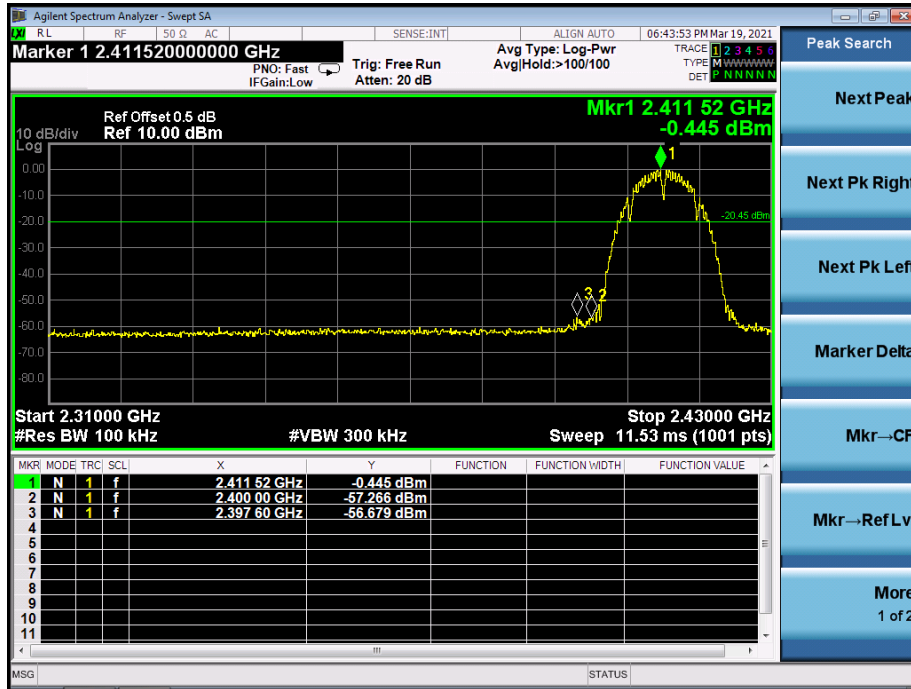 Agilent Spectrum Analyzer - Swept SA
LXI RL RF 50 Ω AC SENSE:INT ALIGN AUTO 06:43:53 PM Mar 19, 2021
Marker 1 2.411520000000 GHz
PNO: Fast
IFGain:Low
Trig: Free Run
Atten: 20 dB
Avg Type: Log-Pwr
Avg|Hold:>100/100
TRACE 1 2 3 4 5 6
TYPE M WWWWW
DET P N N N N N
Peak Search
Next Peak
Next Pk Right
Next Pk Left
Marker Delta
Mkr→CF
Mkr→Ref Lv
More
1 of 2
Mkr1 2.411 52 GHz
-0.445 dBm
Ref Offset 0.5 dB
10 dB/div Ref 10.00 dBm
Log
0.00
-10.0
-20.0
-30.0
-40.0
-50.0
-60.0
-70.0
-80.0
1
-20.45 dBm
3 2
Start 2.31000 GHz Stop 2.43000 GHz
#Res BW 100 kHz #VBW 300 kHz Sweep 11.53 ms (1001 pts)
MKR MODE TRC SCL X Y FUNCTION FUNCTION WIDTH FUNCTION VALUE
1 N 1 f 2.411 52 GHz -0.445 dBm
2 N 1 f 2.400 00 GHz -57.266 dBm
3 N 1 f 2.397 60 GHz -56.679 dBm
4
5
6
7
8
9
10
11
MSG STATUS